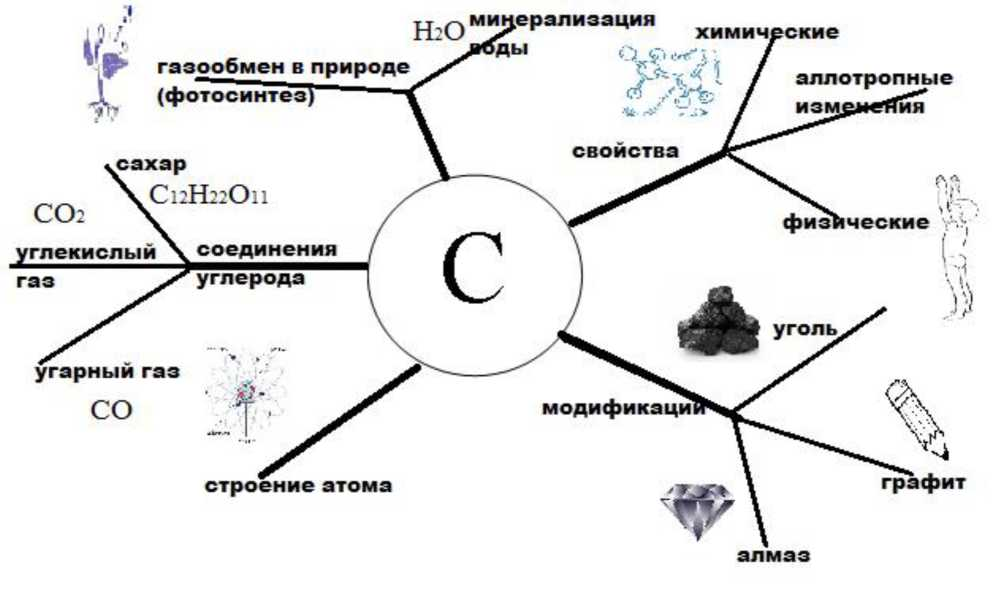 H2O
минерализация
воды
химические
газообмен в природе
(фотосинтез)
аллотропные
изменения
свойства
сахар
C12H22O11
CO2
физические
соединения
углерода
углекислый
газ
C
уголь
угарный газ
CO
модификаций
графит
строение атома
алмаз